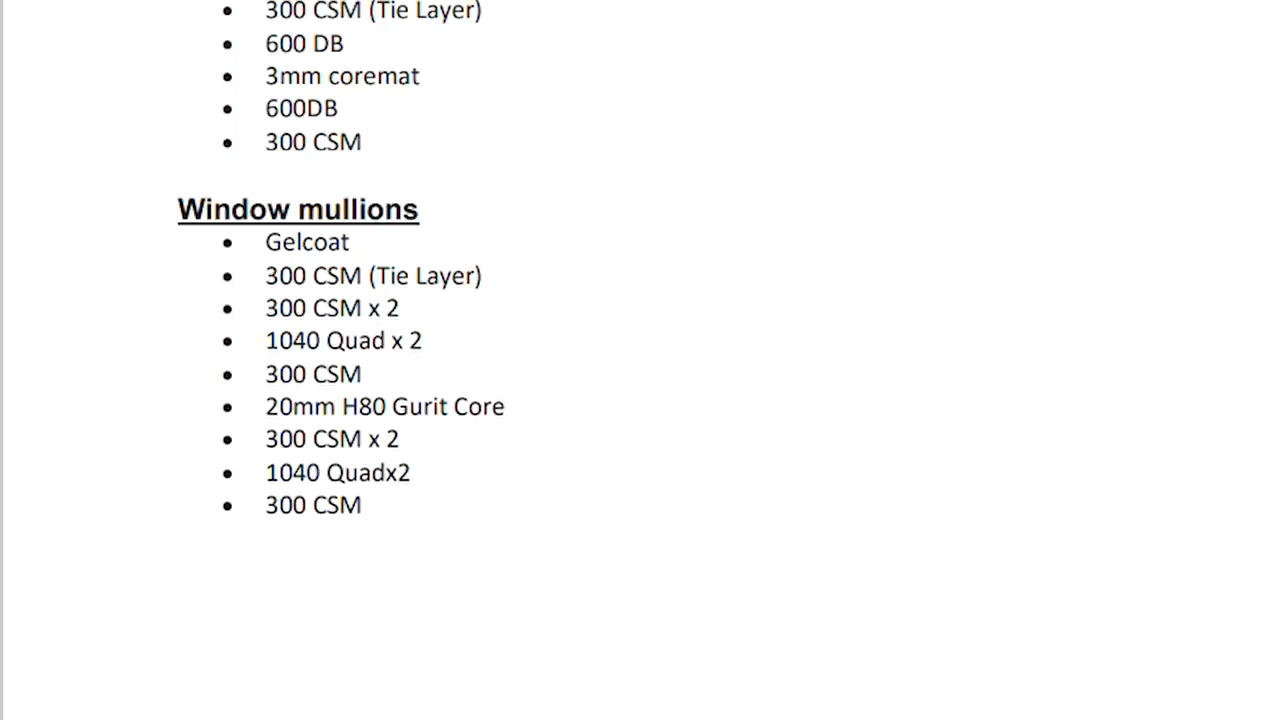 • 300 CSM (Tie Layer)
• 600 DB
• 3mm coremat
• 600DB
• 300 CSM
Window mullions
• Gelcoat
• 300 CSM (Tie Layer)
• 300 CSM x 2
• 1040 Quad x 2
• 300 CSM
• 20mm H80 Gurit Core
• 300 CSM x 2
• 1040 Quadx2
• 300 CSM